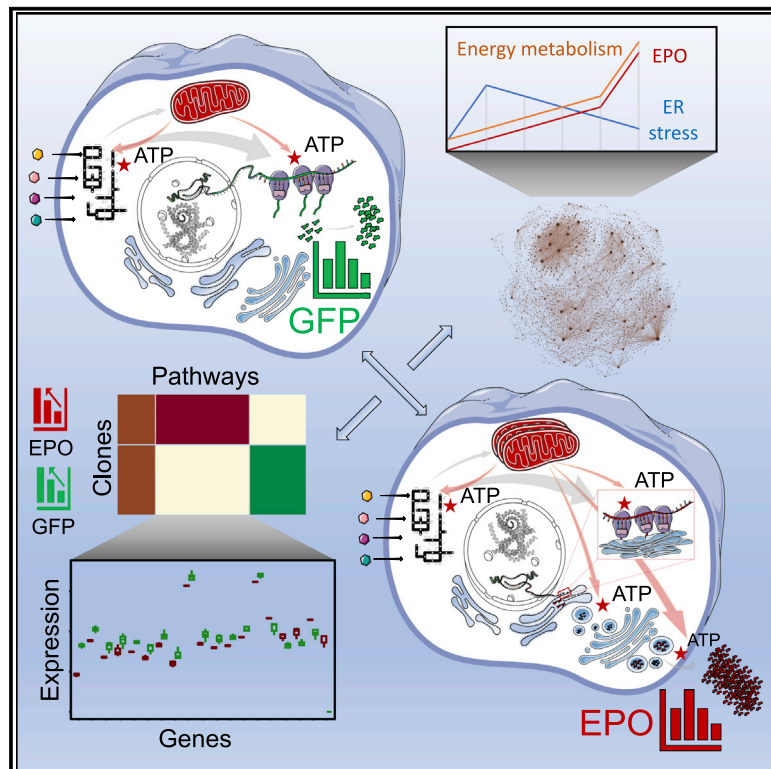 Energy metabolism
EPO
ER
stress
ATP
ATP
GFP
Pathways
Clones
EPO
GFP
Expression
Genes
ATP
ATP
ATP
ATP
EPO